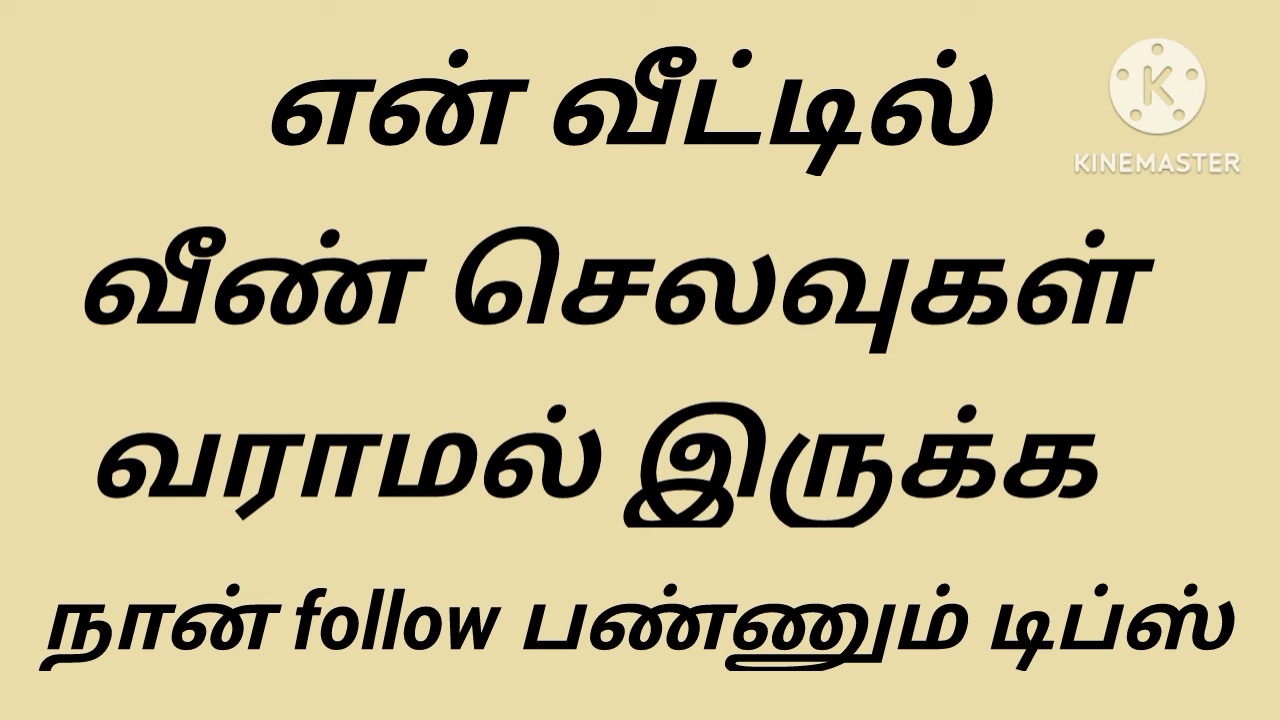 என் வீட்டில்
KINEMASTER
வீண் செலவுகள்
வராமல் இருக்க
நான் follow பண்ணும் டிப்ஸ்